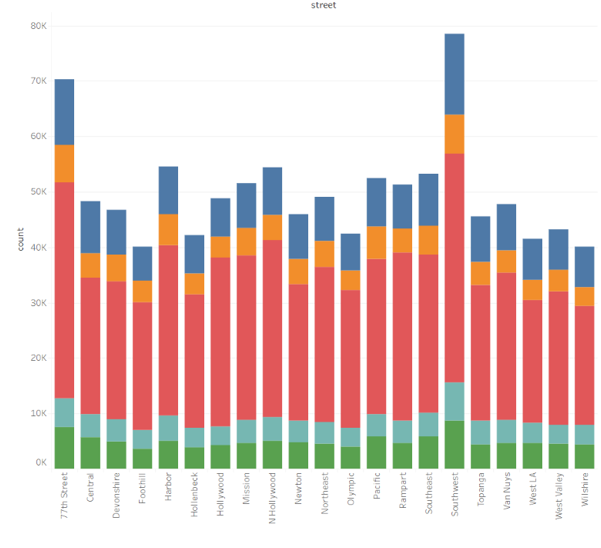 street
80K
70K
60K
50K
40K
30K
20K
10K
0K
count
77th Street
Central
Devonshire
Foothill
Harbor
Hollenbeck
Hollywood
Mission
N Hollywood
Newton
Northeast
Olympic
Pacific
Rampart
Southeast
Southwest
Topanga
Van Nuys
West LA
West Valley
Wilshire